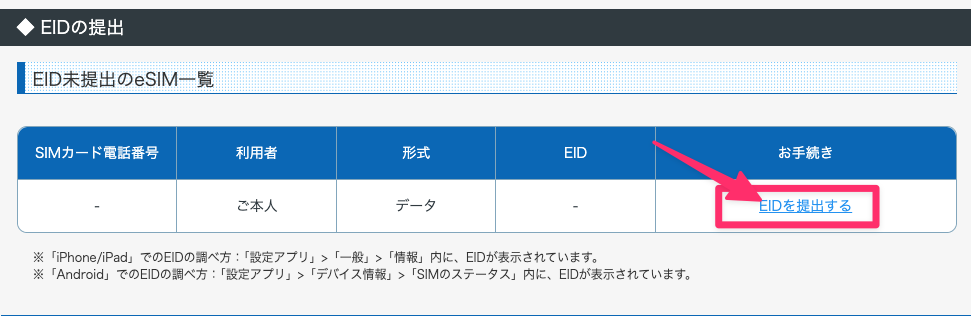 ◆ EIDの提出
EID未提出のeSIM一覧
SIMカード電話番号 利用者 形式 EID お手続き
- ご本人 データ - EIDを提出する
※「iPhone/iPad」でのEIDの調べ方：「設定アプリ」>「一般」>「情報」内に、EIDが表示されています。
※「Android」でのEIDの調べ方：「設定アプリ」>「デバイス情報」>「SIMのステータス」内に、EIDが表示されています。